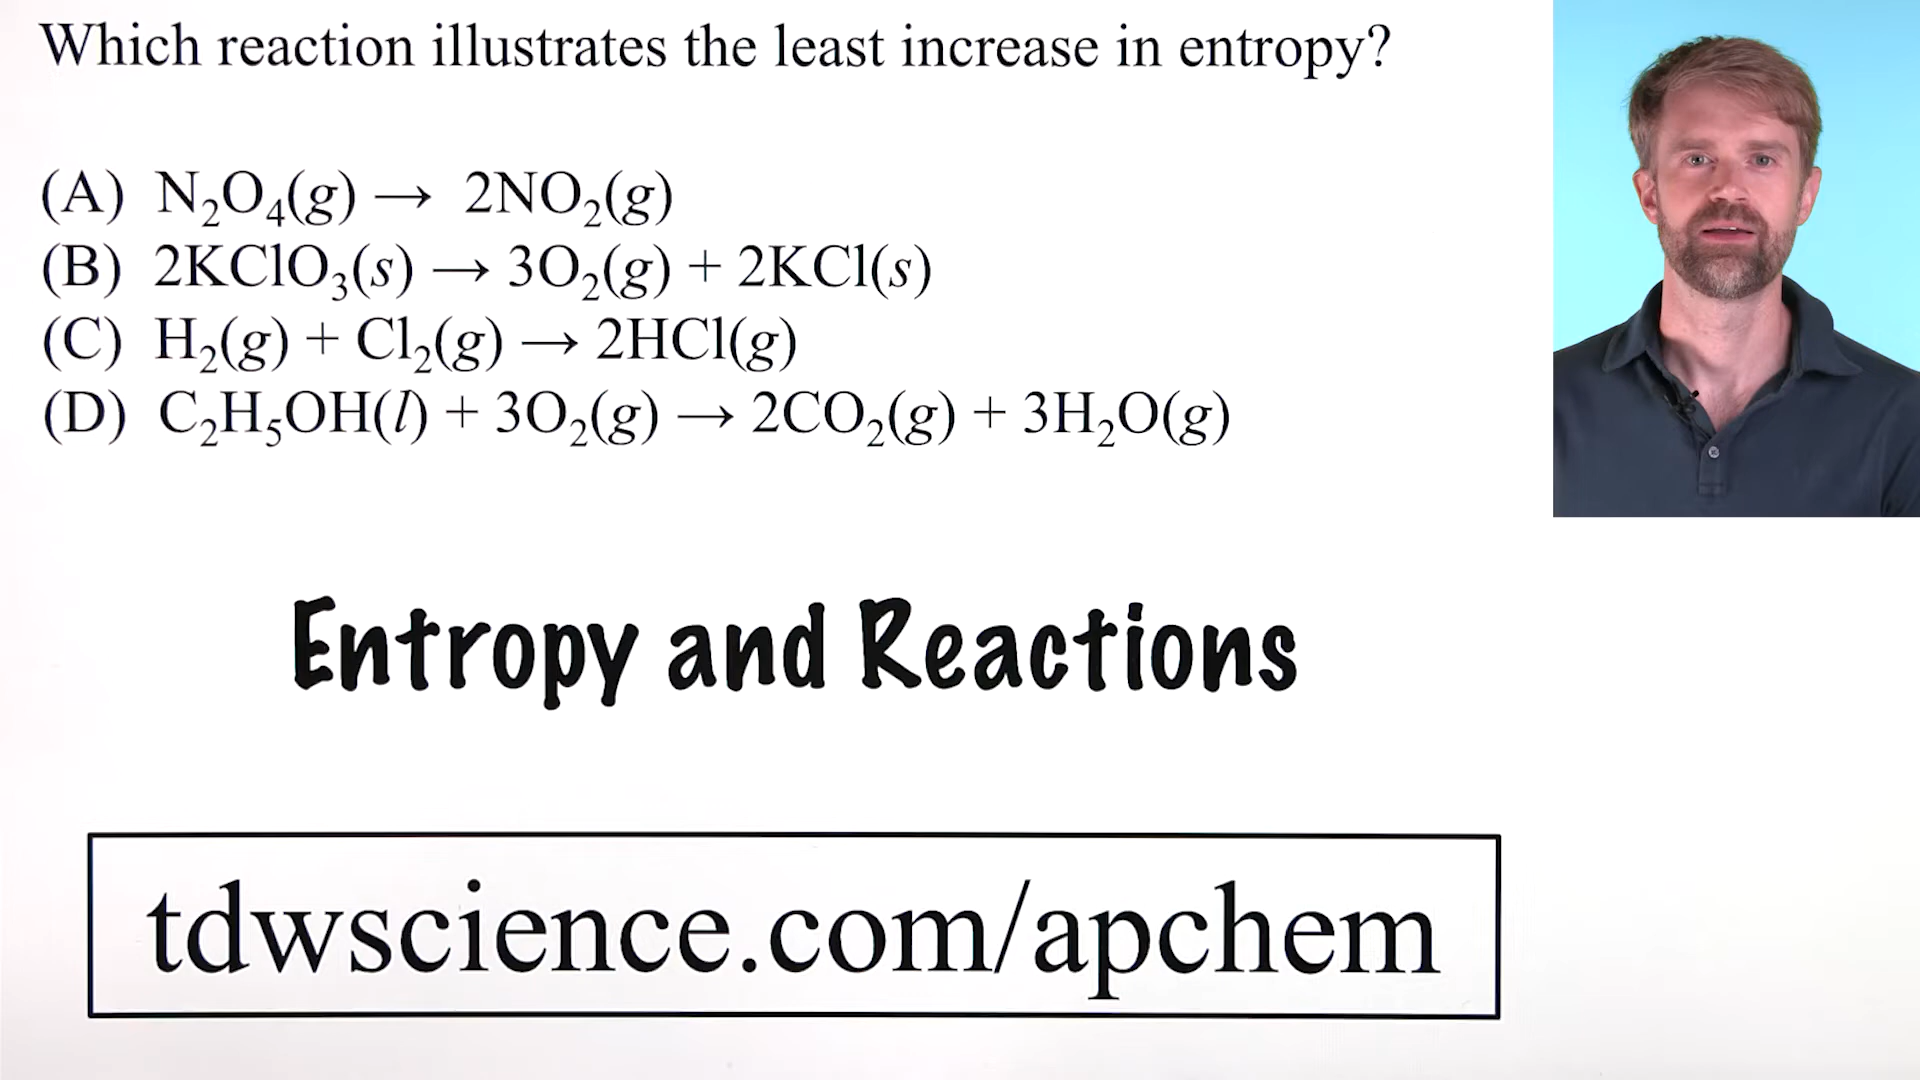 Which reaction illustrates the least increase in entropy?
(A) N₂O₄(g) → 2NO₂(g)
(B) 2KClO₃(s) → 3O₂(g) + 2KCl(s)
(C) H₂(g) + Cl₂(g) → 2HCl(g)
(D) C₂H₅OH(l) + 3O₂(g) → 2CO₂(g) + 3H₂O(g)
Entropy and Reactions
tdwscience.com/apchem